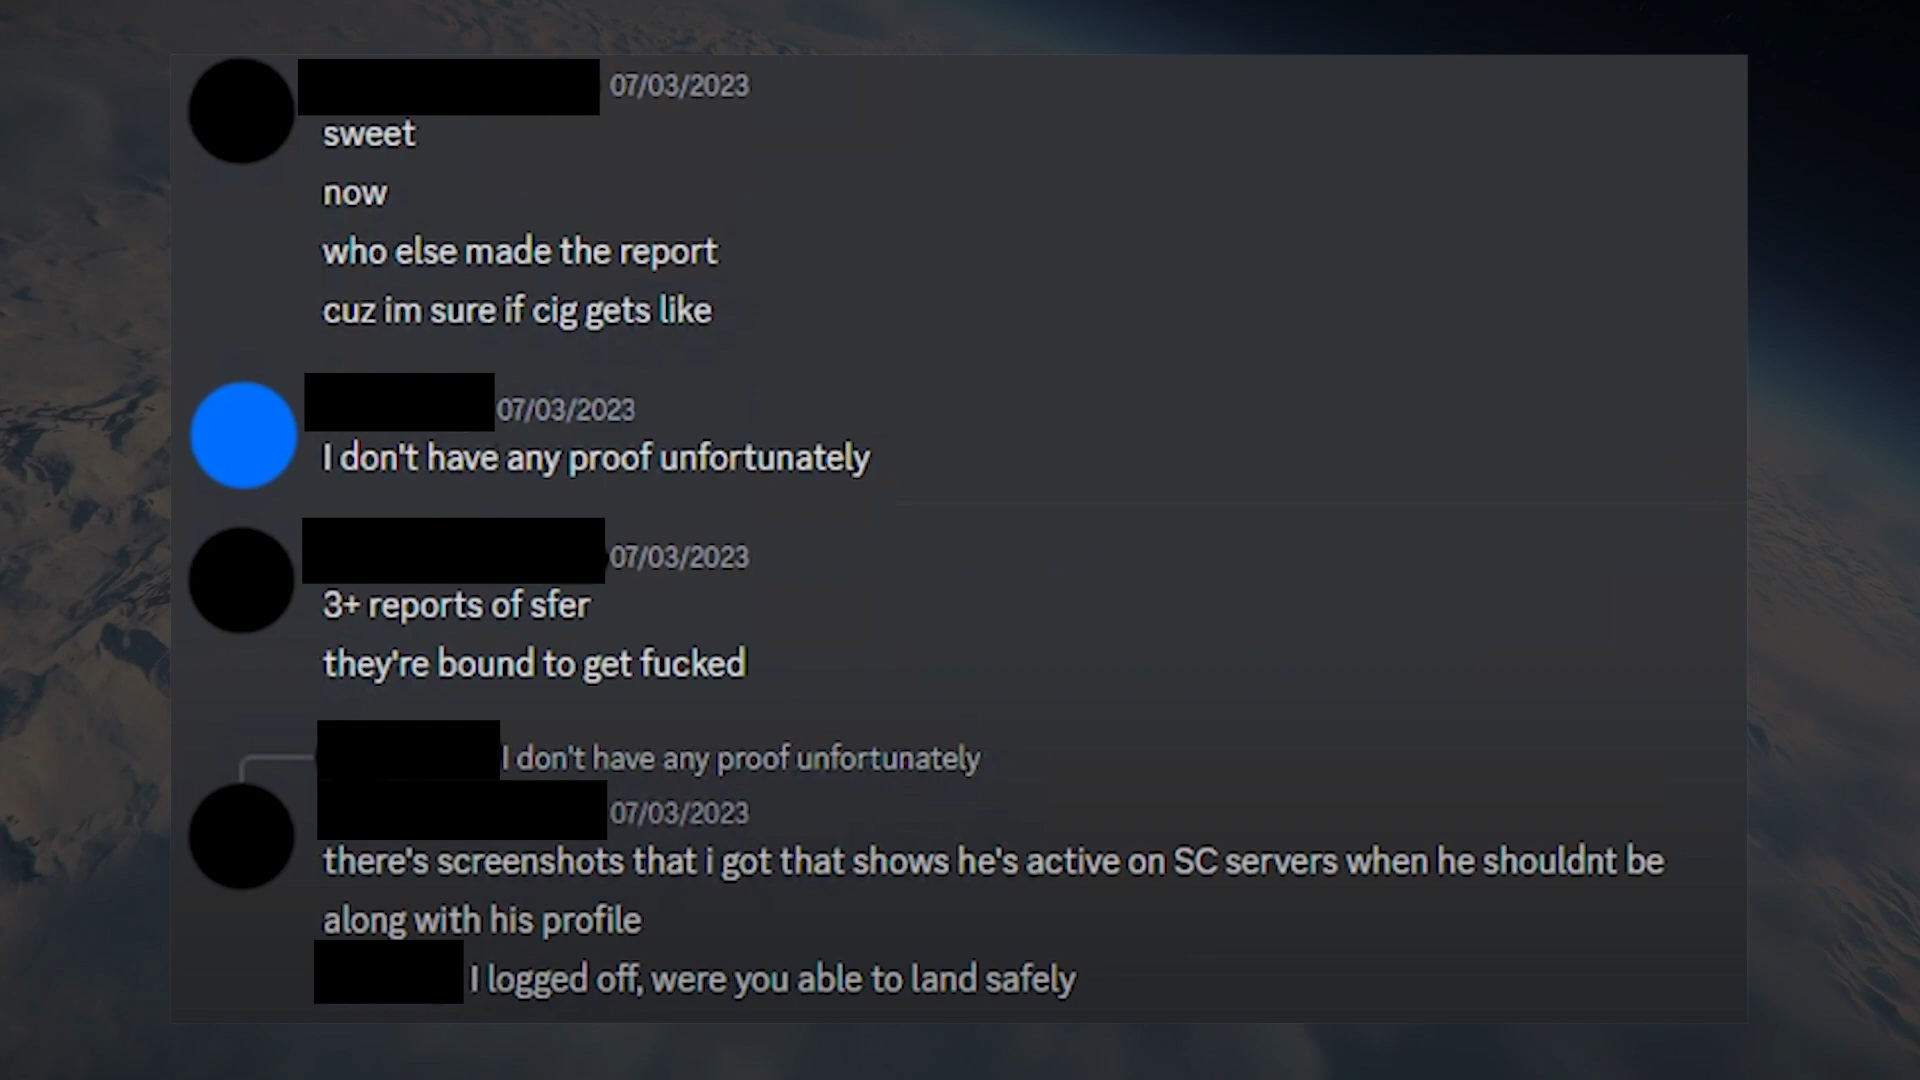 07/03/2023
sweet
now
who else made the report
cuz im sure if cig gets like
07/03/2023
I don't have any proof unfortunately
07/03/2023
3+ reports of sfer
they're bound to get fucked
I don't have any proof unfortunately
07/03/2023
there's screenshots that i got that shows he's active on SC servers when he shouldnt be
along with his profile
I logged off, were you able to land safely